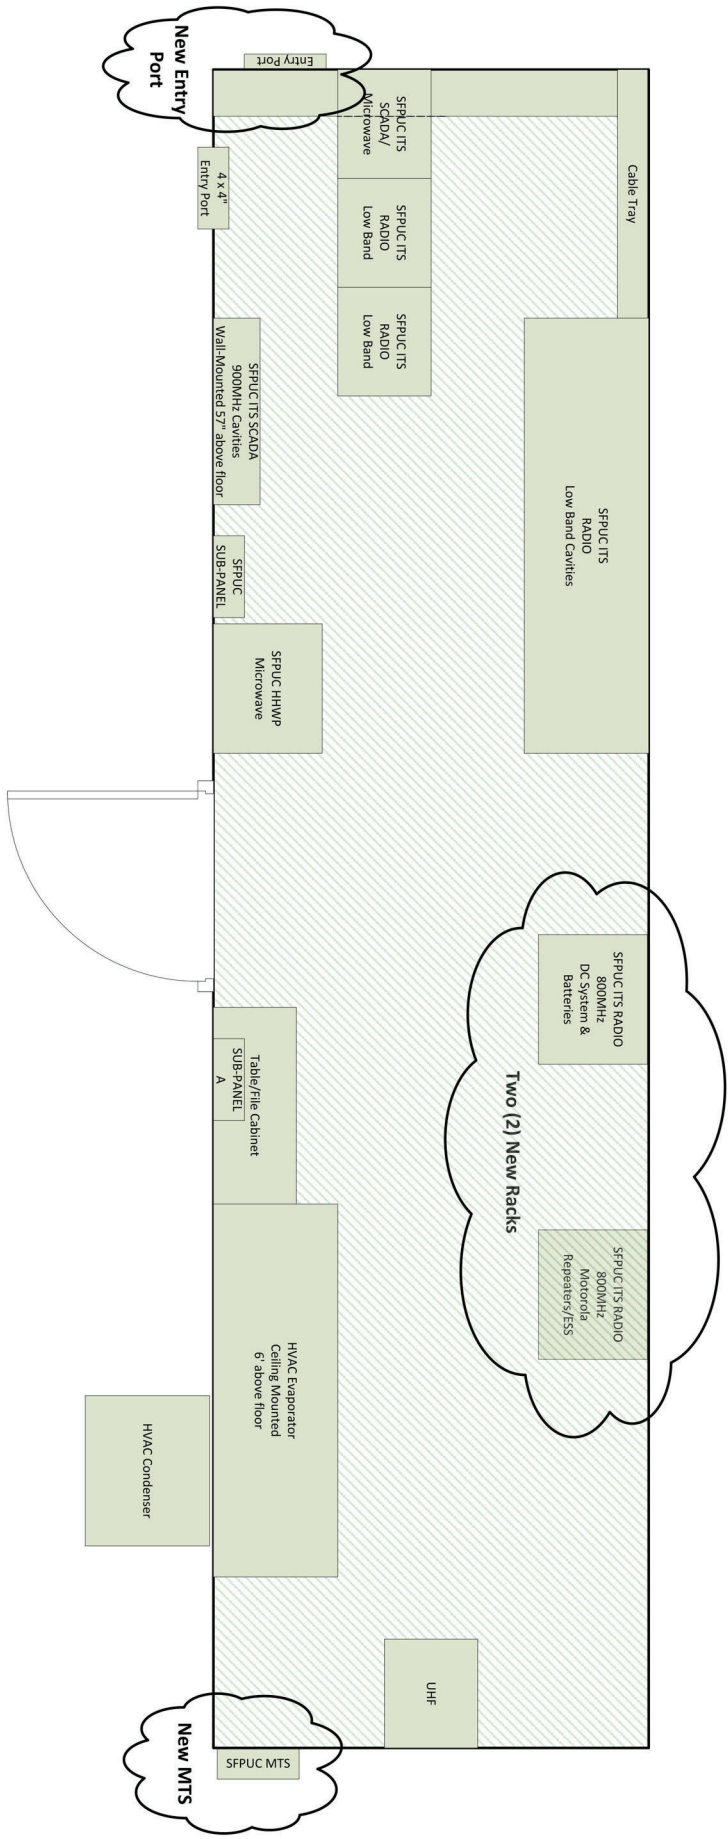 New Entry
Port
Entry Port
4 x 4"
Entry Port
SFPUC ITS
SCADA/
Microwave
SFPUC ITS
RADIO
Low Band
SFPUC ITS
RADIO
Low Band
Cable Tray
SFPUC ITS SCADA
900MHz Cavities
Wall-Mounted 57" above floor
SFPUC ITS
RADIO
Low Band Cavities
SFPUC
SUB-PANEL
SFPUC HHWP
Microwave
SFPUC ITS RADIO
800MHz
DC System &
Batteries
Two (2) New Racks
SFPUC ITS RADIO
800MHz
Motorola
Repeaters/ESS
Table/File Cabinet
SUB-PANEL
A
HVAC Evaporator
Ceiling Mounted
6' above floor
HVAC Condenser
UHF
New MTS
SFPUC MTS